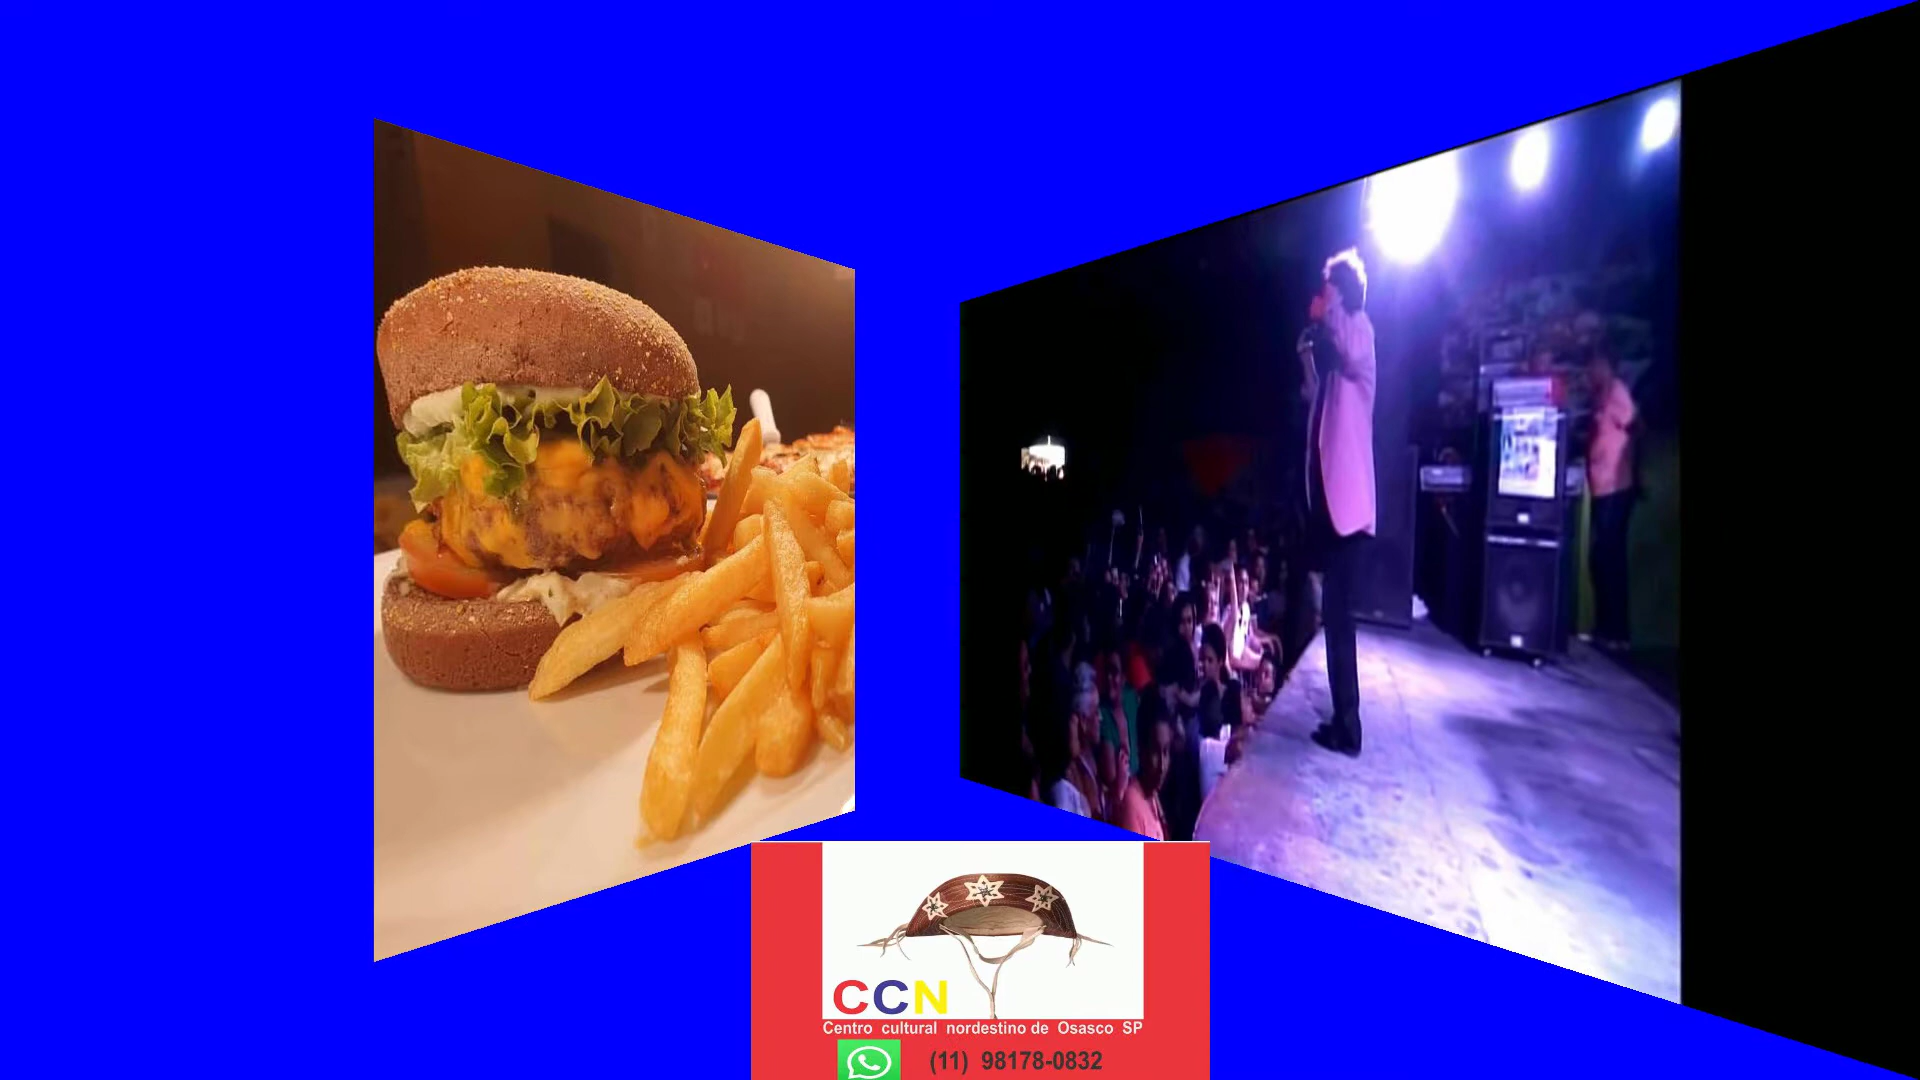 CCN
Centro cultural nordestino de Osasco SP
(11) 98178-0832